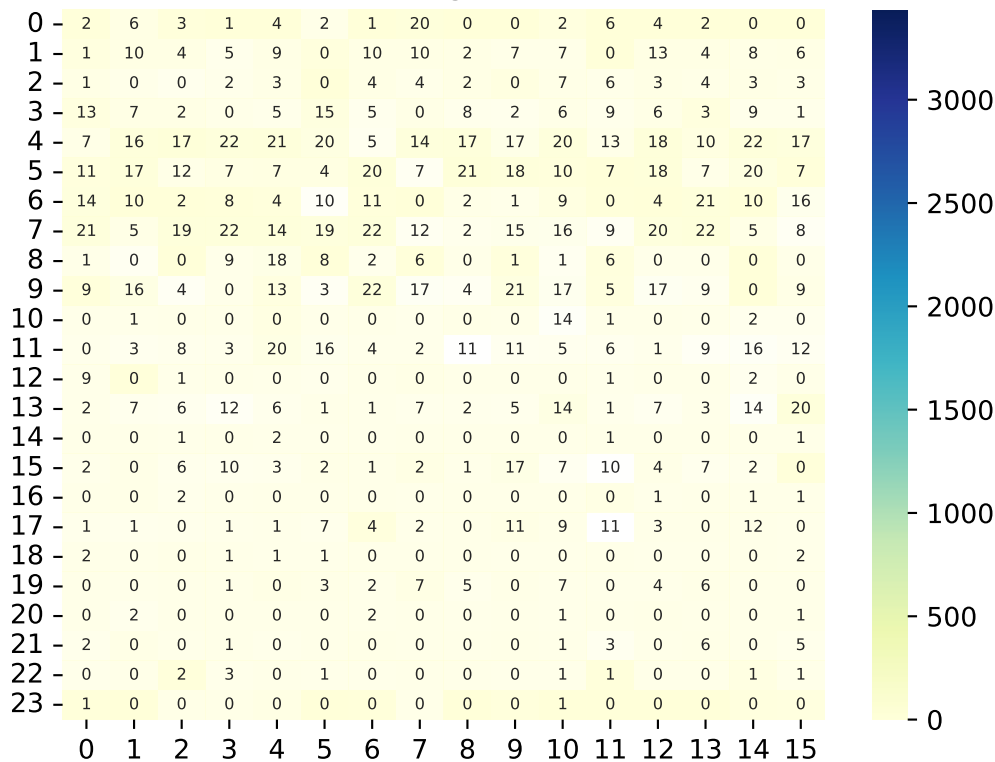 0 2 6 3 1 4 2 1 20 0 0 2 6 4 2 0 0
1 1 10 4 5 9 0 10 10 2 7 7 0 13 4 8 6
2 1 0 0 2 3 0 4 4 2 0 7 6 3 4 3 3
3000
3 13 7 2 0 5 15 5 0 8 2 6 9 6 3 9 1
4 7 16 17 22 21 20 5 14 17 17 20 13 18 10 22 17
5 11 17 12 7 7 4 20 7 21 18 10 7 18 7 20 7
2500
6 14 10 2 8 4 10 11 0 2 1 9 0 4 21 10 16
7 21 5 19 22 14 19 22 12 2 15 16 9 20 22 5 8
8 1 0 0 9 18 8 2 6 0 1 1 6 0 0 0 0
9 9 16 4 0 13 3 22 17 4 21 17 5 17 9 0 9
2000
10 0 1 0 0 0 0 0 0 0 0 14 1 0 0 2 0
11 0 3 8 3 20 16 4 2 11 11 5 6 1 9 16 12
12 9 0 1 0 0 0 0 0 0 0 0 1 0 0 2 0
13 2 7 6 12 6 1 1 7 2 5 14 1 7 3 14 20
1500
14 0 0 1 0 2 0 0 0 0 0 0 1 0 0 0 1
15 2 0 6 10 3 2 1 2 1 17 7 10 4 7 2 0
16 0 0 2 0 0 0 0 0 0 0 0 0 1 0 1 1
1000
17 1 1 0 1 1 7 4 2 0 11 9 11 3 0 12 0
18 2 0 0 1 1 1 0 0 0 0 0 0 0 0 0 2
19 0 0 0 1 0 3 2 7 5 0 7 0 4 6 0 0
20 0 2 0 0 0 0 2 0 0 0 1 0 0 0 0 1
500
21 2 0 0 1 0 0 0 0 0 0 1 3 0 6 0 5
22 0 0 2 3 0 1 0 0 0 0 1 1 0 0 1 1
23 1 0 0 0 0 0 0 0 0 0 1 0 0 0 0 0
0
0 1 2 3 4 5 6 7 8 9 10 11 12 13 14 15